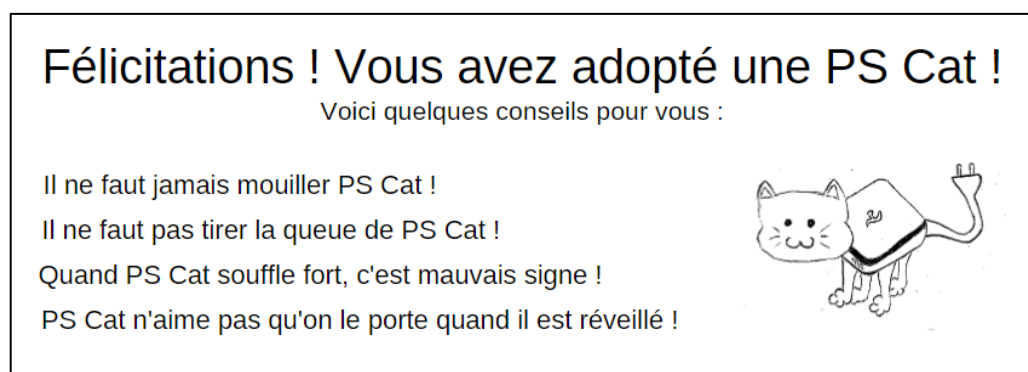 Félicitations ! Vous avez adopté une PS Cat !
Voici quelques conseils pour vous :
Il ne faut jamais mouiller PS Cat !
Il ne faut pas tirer la queue de PS Cat !
Quand PS Cat souffle fort, c'est mauvais signe !
PS Cat n'aime pas qu'on le porte quand il est réveillé !